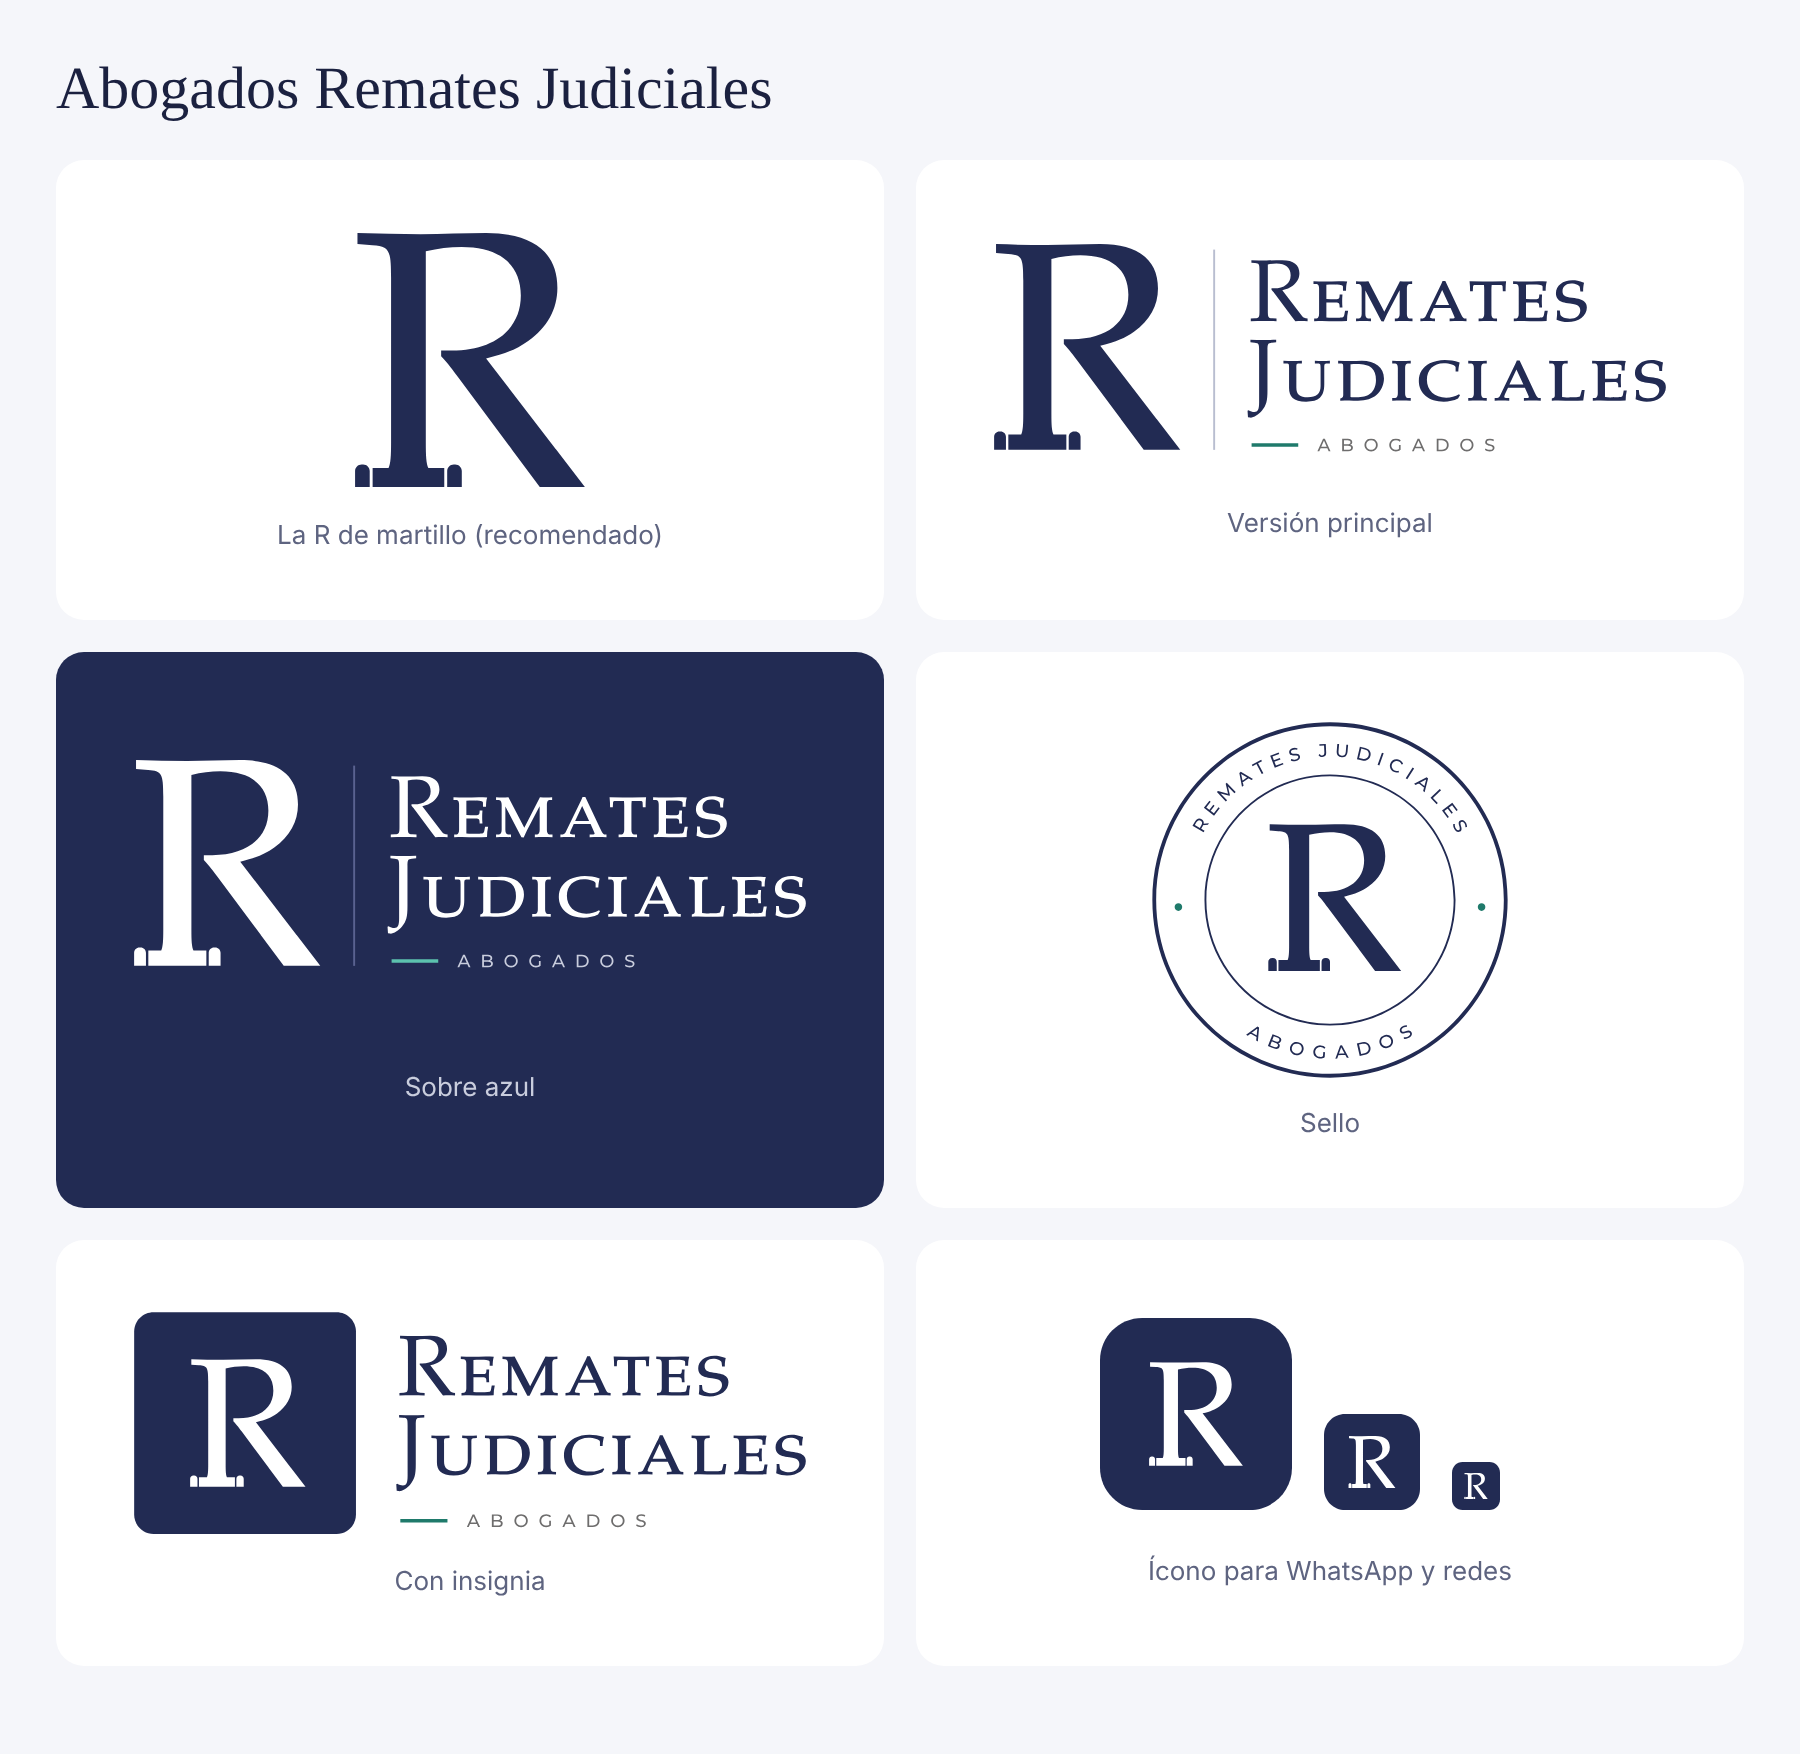 Abogados Remates Judiciales
R
La R de martillo (recomendado)
R
REMATES
JUDICIALES
ABOGADOS
Versión principal
R
REMATES
JUDICIALES
ABOGADOS
Sobre azul
REMATES JUDICIALES
R
ABOGADOS
Sello
R
REMATES
JUDICIALES
ABOGADOS
Con insignia
R
R
R
Ícono para WhatsApp y redes